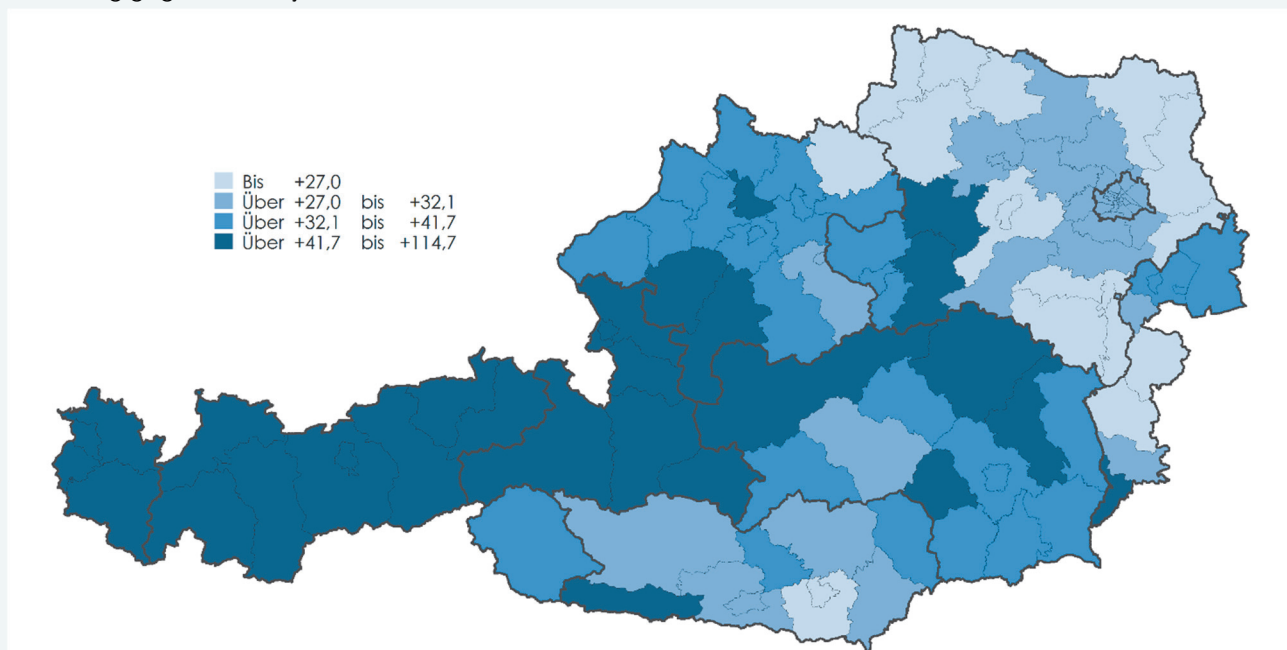 Bis +27,0
Über +27,0 bis +32,1
Über +32,1 bis +41,7
Über +41,7 bis +114,7